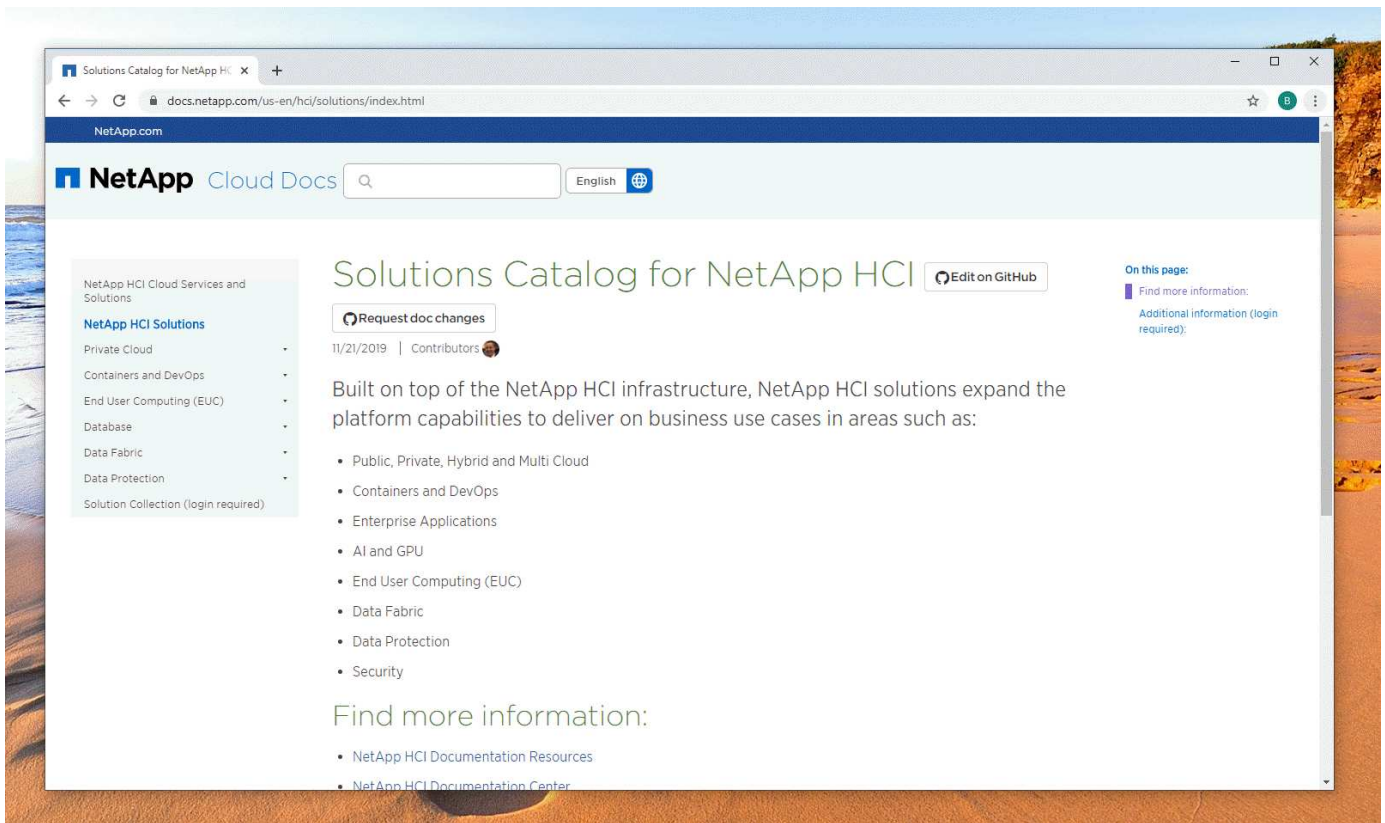 Solutions Catalog for NetApp HC
docs.netapp.com/us-en/hci/solutions/index.html
B
NetApp.com
NetApp Cloud Docs
English
NetApp HCI Cloud Services and
Solutions
NetApp HCI Solutions
Private Cloud
Containers and DevOps
End User Computing (EUC)
Database
Data Fabric
Data Protection
Solution Collection (login required)
Solutions Catalog for NetApp HCI
Edit on GitHub
Request doc changes
11/21/2019 | Contributors
Built on top of the NetApp HCI infrastructure, NetApp HCI solutions expand the
platform capabilities to deliver on business use cases in areas such as:
• Public, Private, Hybrid and Multi Cloud
• Containers and DevOps
• Enterprise Applications
• AI and GPU
• End User Computing (EUC)
• Data Fabric
• Data Protection
• Security
Find more information:
• NetApp HCI Documentation Resources
• NetApp HCI Documentation Center
On this page:
Find more information:
Additional information (login
required):